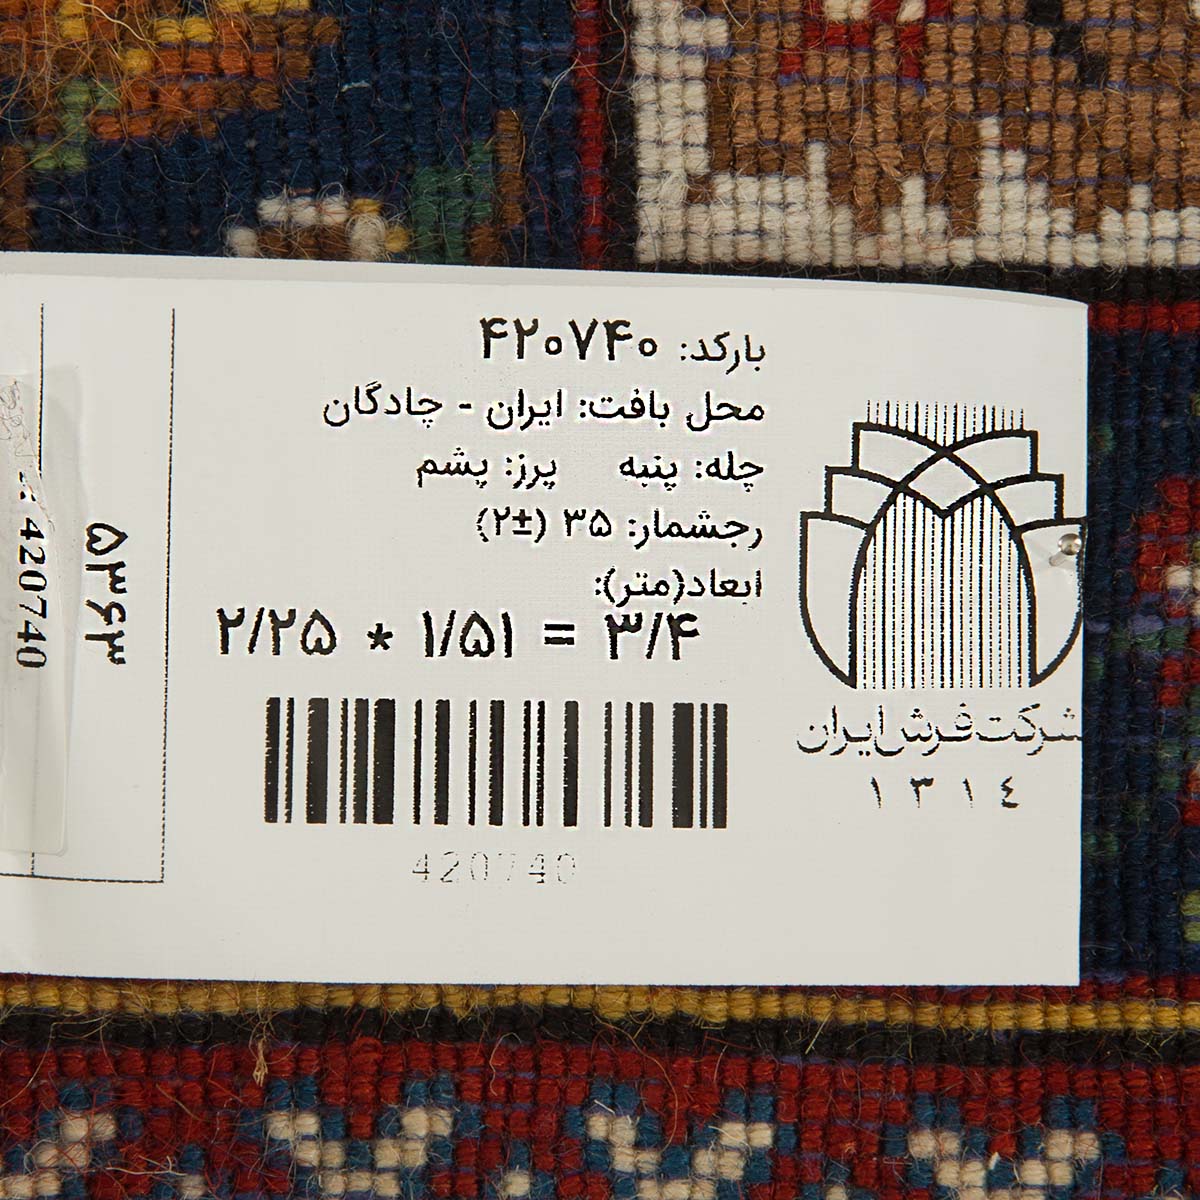 بارکد: ۴۲۰۷۴۰
محل بافت: ایران - چادگان
چله: پنبه پرز: پشم
رجشمار: ۳۵ (±۲)
ابعاد(متر):
۲/۲۵ * ۱/۵۱ = ۳/۴
420740
شرکت فرش ایران
١٣١٤
۵۳۶۳
420740